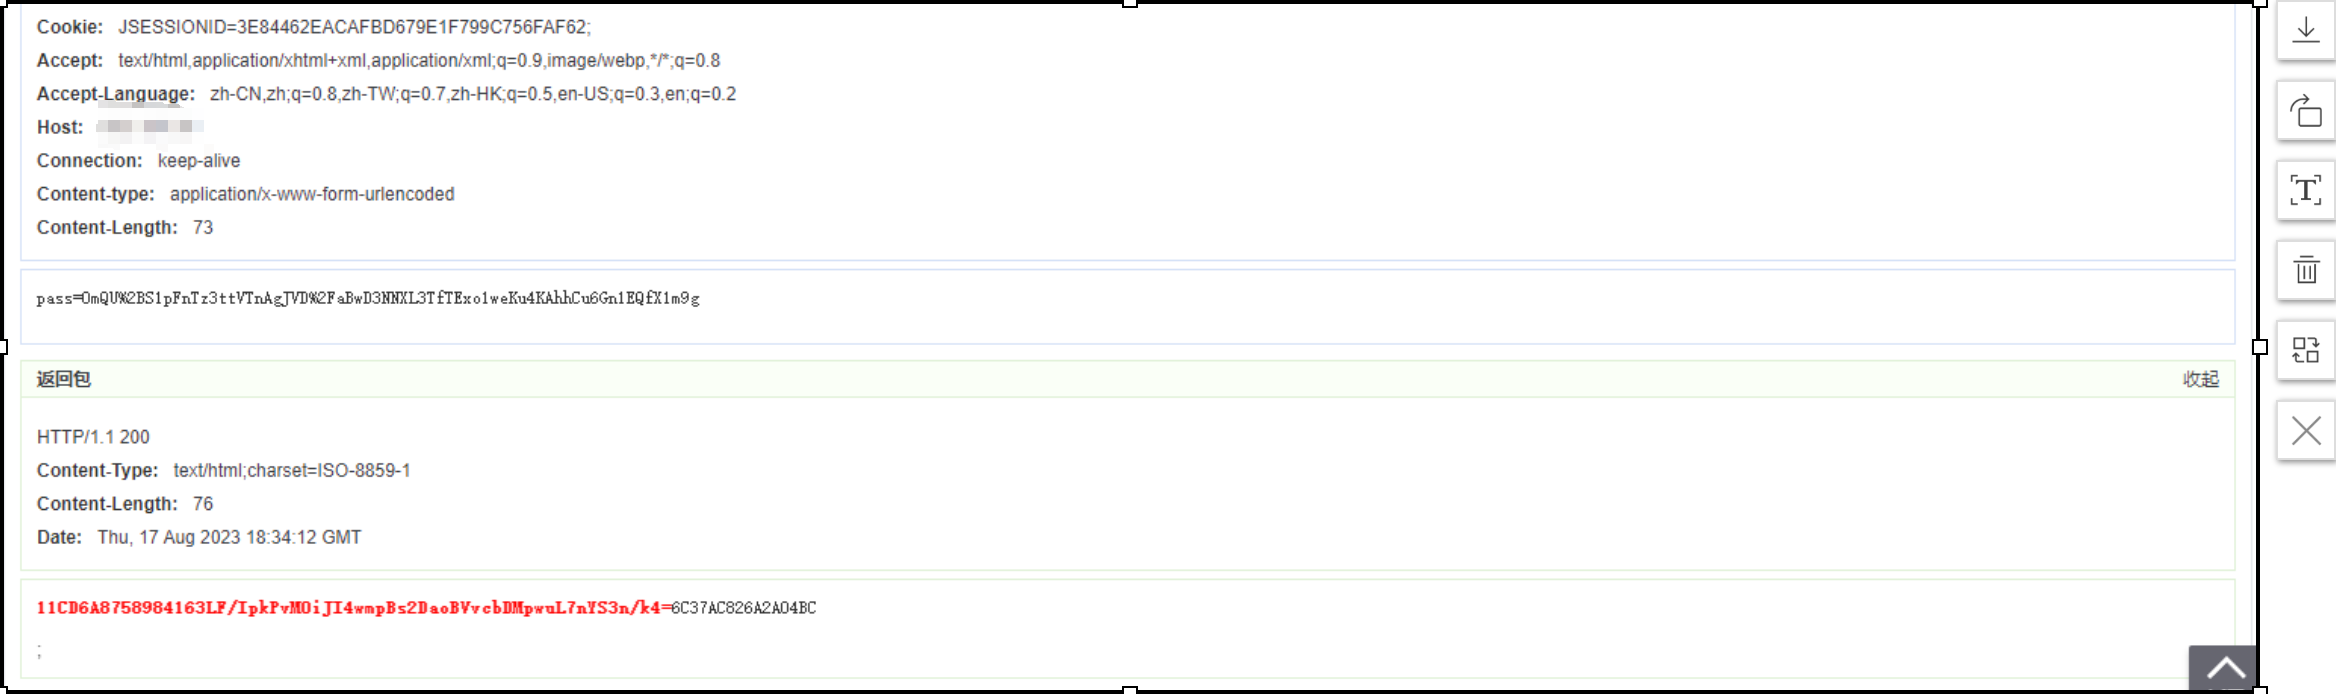 Cookie: JSESSIONID=3E84462EACAFBD679E1F799C756FAF62;
Accept: text/html,application/xhtml+xml,application/xml;q=0.9,image/webp,*/*;q=0.8
Accept-Language: zh-CN,zh;q=0.8,zh-TW;q=0.7,zh-HK;q=0.5,en-US;q=0.3,en;q=0.2
Host:
Connection: keep-alive
Content-type: application/x-www-form-urlencoded
Content-Length: 73
pass=0mQU%2BS1pFnTz3ttVTnAgJVD%2FaBwD3NNXL3TfTExo1weKu4KAhhCu6Gn1EQfX1m9g
返回包 收起
HTTP/1.1 200
Content-Type: text/html;charset=ISO-8859-1
Content-Length: 76
Date: Thu, 17 Aug 2023 18:34:12 GMT
11CD6A8758984163LF/IpkPvMOiJI4wmpBs2DaoBVvcbDMpwuL7nYS3n/k4=6C37AC826A2A04BC
;